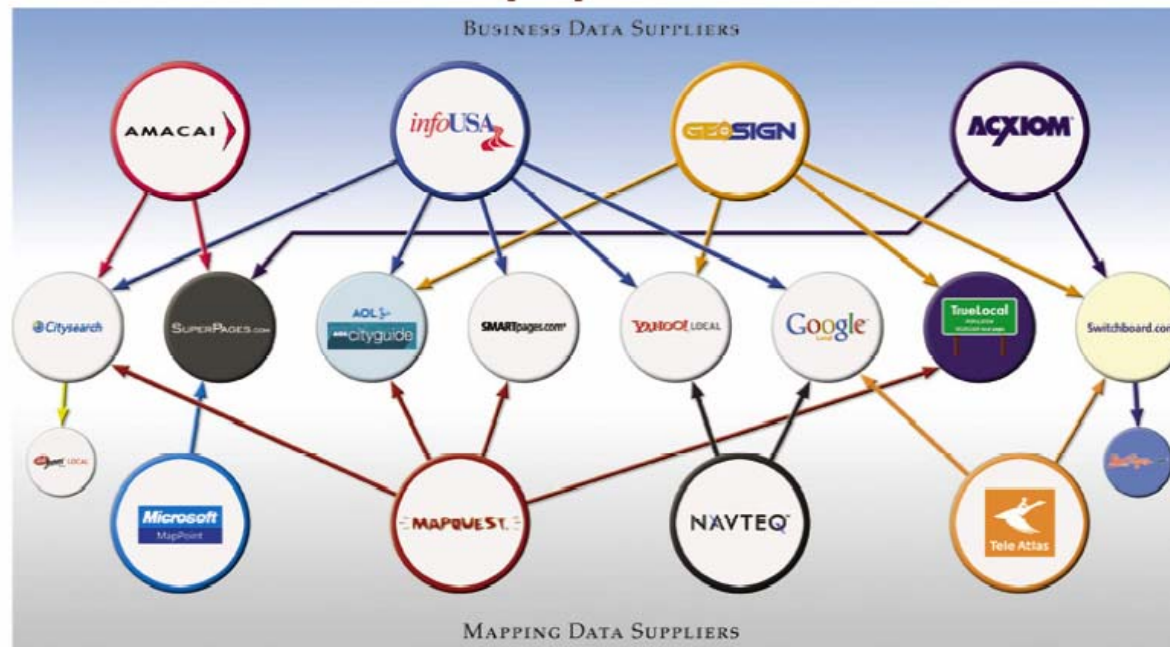 BUSINESS DATA SUPPLIERS
AMACAI
infoUSA
GEOSIGN
ACXIOM
Citysearch
SUPERPAGES.COM
AOL
cityguide
SMARTpages.com
YAHOO! LOCAL
Google
Local
TrueLocal
Switchboard.com
LOCAL
Microsoft
MapPoint
MAPQUEST
NAVTEQ
Tele Atlas
MAPPING DATA SUPPLIERS